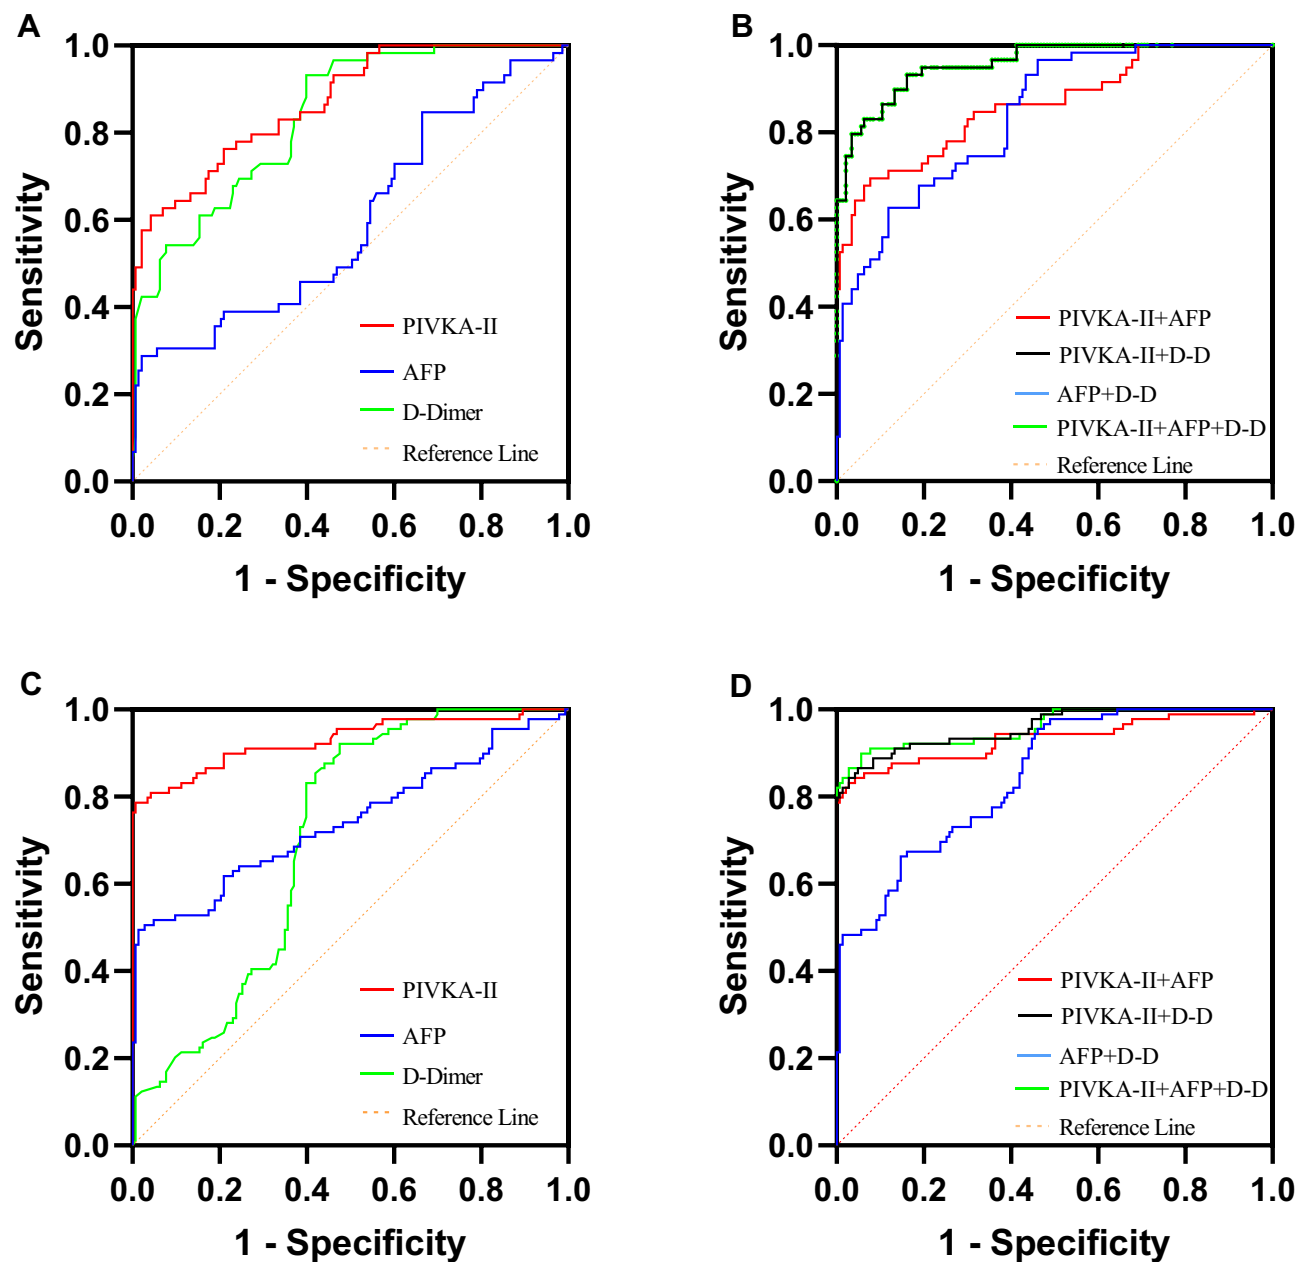 A
1.0
0.8
0.6
0.4
0.2
0.0
Sensitivity
PIVKA-II
AFP
D-Dimer
Reference Line
0.0 0.2 0.4 0.6 0.8 1.0
1 - Specificity
B
1.0
0.8
0.6
0.4
0.2
0.0
Sensitivity
PIVKA-II+AFP
PIVKA-II+D-D
AFP+D-D
PIVKA-II+AFP+D-D
Reference Line
0.0 0.2 0.4 0.6 0.8 1.0
1 - Specificity
C
1.0
0.8
0.6
0.4
0.2
0.0
Sensitivity
PIVKA-II
AFP
D-Dimer
Reference Line
0.0 0.2 0.4 0.6 0.8 1.0
1 - Specificity
D
1.0
0.8
0.6
0.4
0.2
0.0
Sensitivity
PIVKA-II+AFP
PIVKA-II+D-D
AFP+D-D
PIVKA-II+AFP+D-D
Reference Line
0.0 0.2 0.4 0.6 0.8 1.0
1 - Specificity